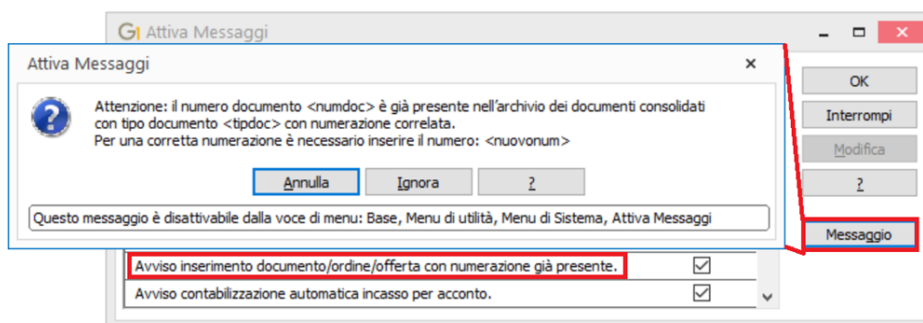 GI Attiva Messaggi
Attiva Messaggi
Attenzione: il numero documento <numdoc> è già presente nell'archivio dei documenti consolidati
con tipo documento <tipdoc> con numerazione correlata.
Per una corretta numerazione è necessario inserire il numero: <nuovonum>
Annulla Ignora ?
Questo messaggio è disattivabile dalla voce di menu: Base, Menu di utilità, Menu di Sistema, Attiva Messaggi
OK
Interrompi
Modifica
?
Messaggio
Avviso inserimento documento/ordine/offerta con numerazione già presente.
Avviso contabilizzazione automatica incasso per acconto.